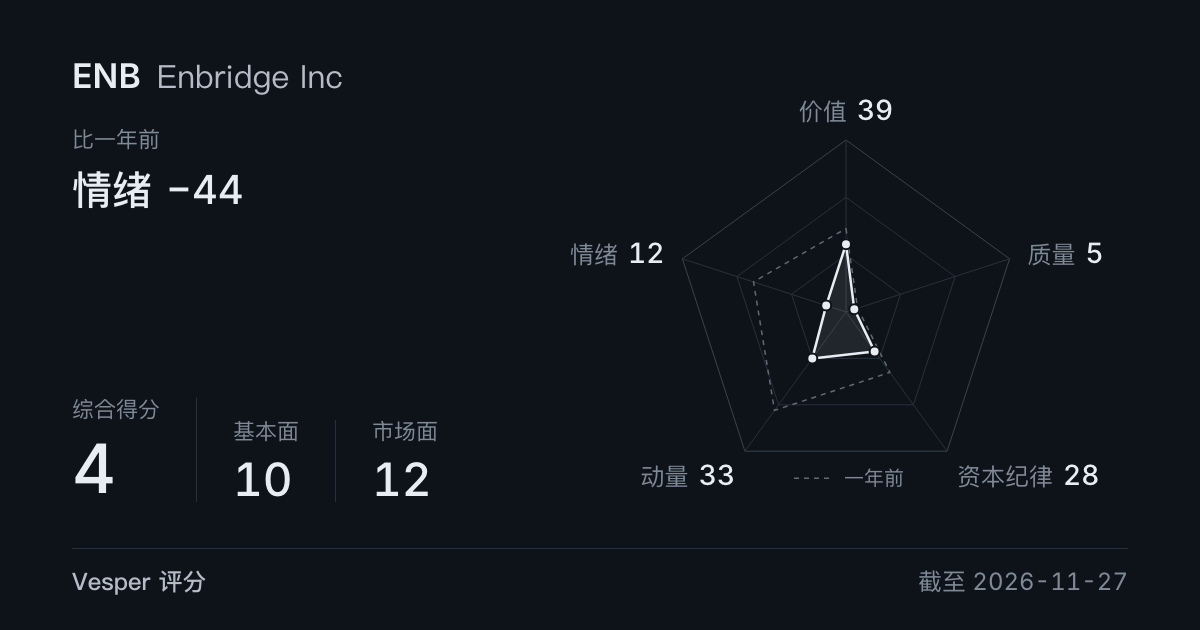 ENB Enbridge Inc
比一年前
情绪 −44
价值 39
情绪 12
质量 5
动量 33
---- 一年前
资本纪律 28
综合得分
4
基本面
10
市场面
12
Vesper 评分
截至 2026-11-27